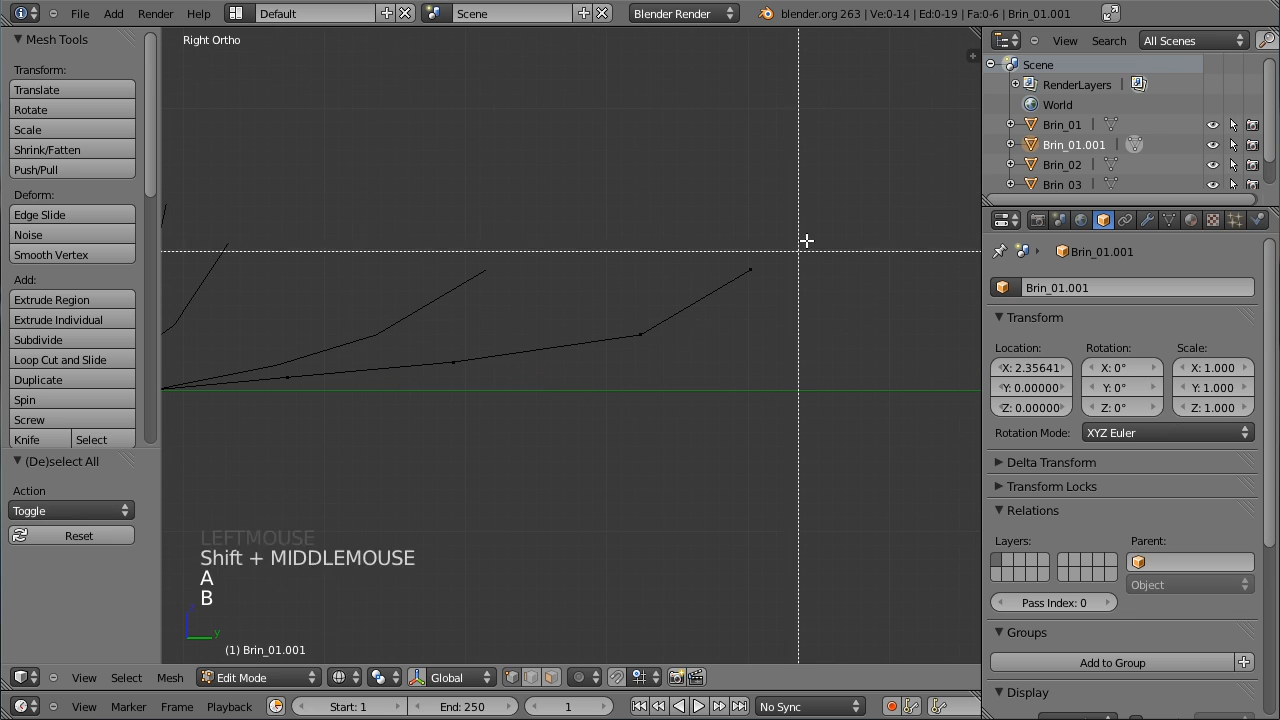 File Add Render Help Default Scene Blender Render blender.org 263 | Ve:0-14 | Ed:0-19 | Fa:0-6 | Brin_01.001
Mesh Tools
Transform:
Translate
Rotate
Scale
Shrink/Fatten
Push/Pull
Deform:
Edge Slide
Noise
Smooth Vertex
Add:
Extrude Region
Extrude Individual
Subdivide
Loop Cut and Slide
Duplicate
Spin
Screw
Knife Select
(De)select All
Action
Toggle
Reset
Right Ortho
LEFTMOUSE
Shift + MIDDLEMOUSE
A
B
y
(1) Brin_01.001
View Select Mesh Edit Mode Global
View Marker Frame Playback Start: 1 End: 250 1 No Sync
View Search All Scenes
Scene
RenderLayers
World
Brin_01
Brin_01.001
Brin_02
Brin_03
Brin_01.001
Brin_01.001
Transform
Location: Rotation: Scale:
X: 2.35641 X: 0° X: 1.000
Y: 0.00000 Y: 0° Y: 1.000
Z: 0.00000 Z: 0° Z: 1.000
Rotation Mode: XYZ Euler
Delta Transform
Transform Locks
Relations
Layers: Parent:
Object
Pass Index: 0
Groups
Add to Group
Display